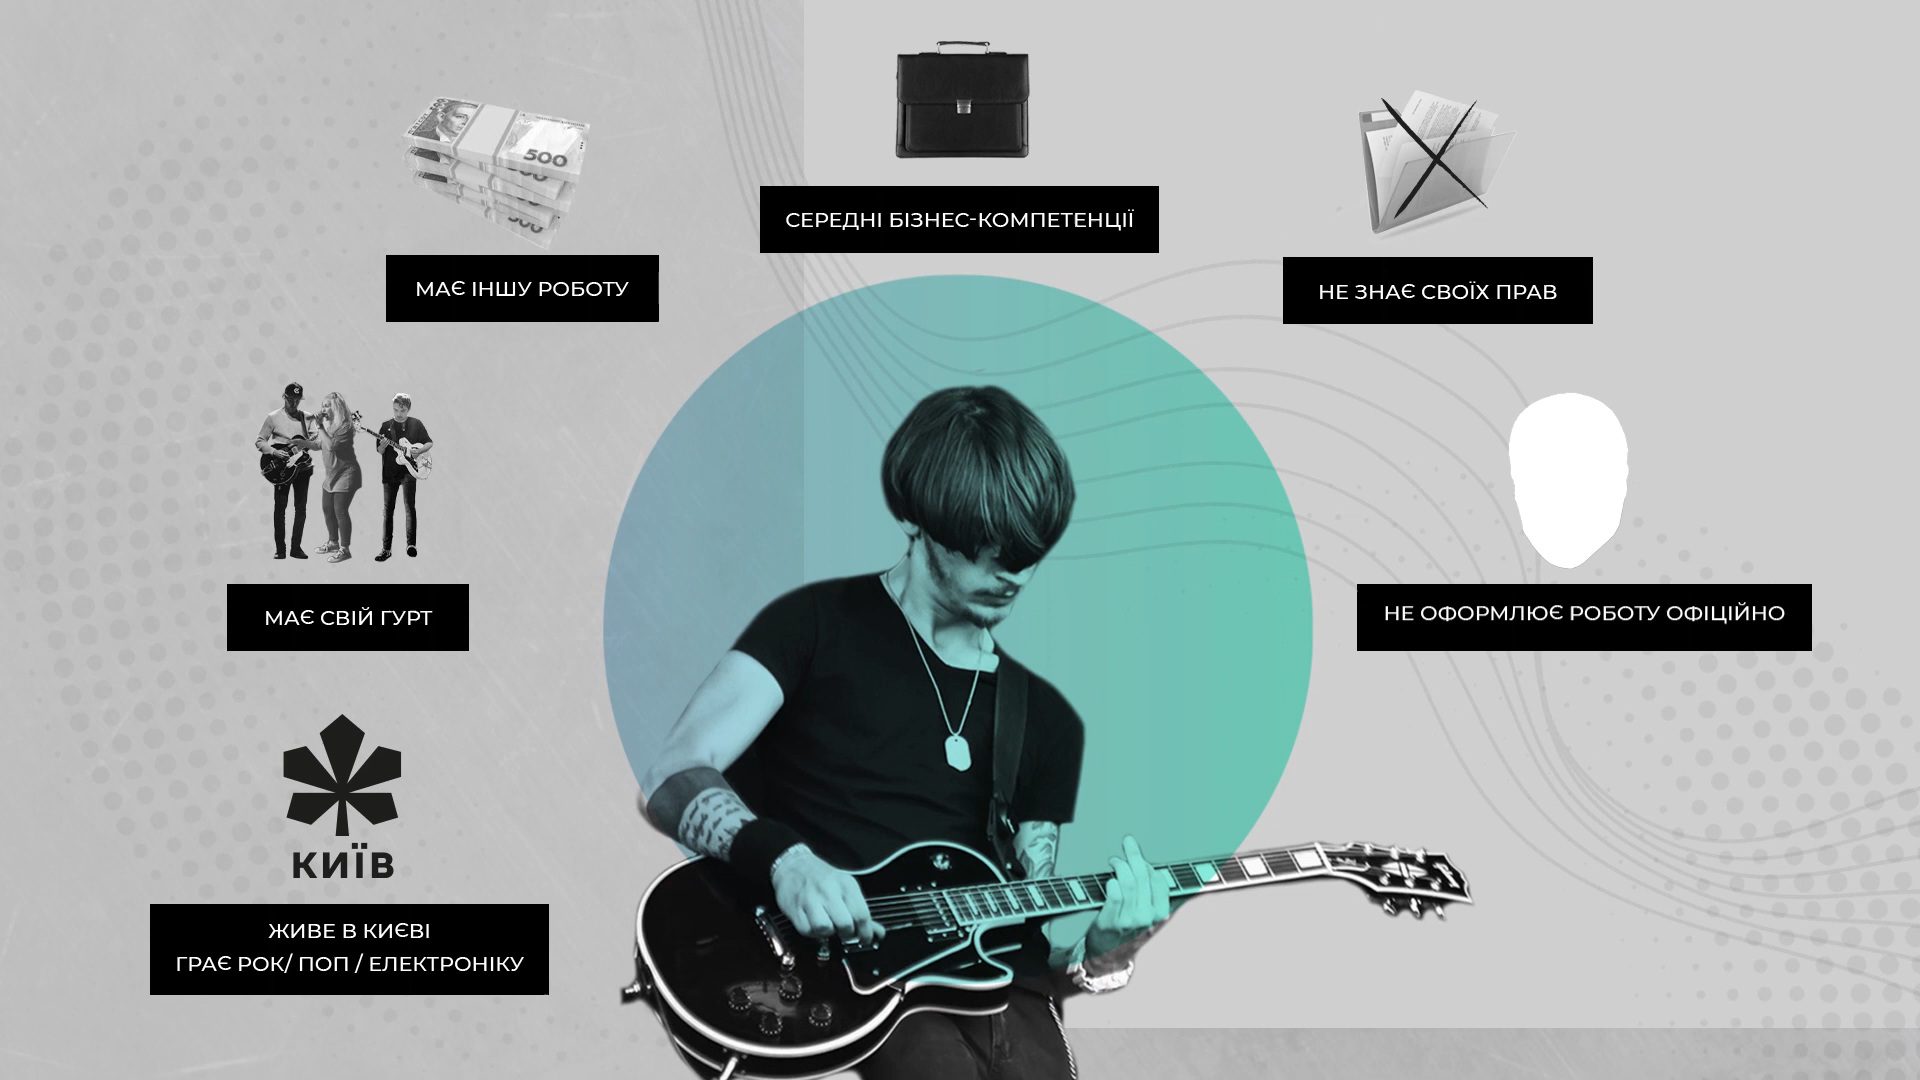 500
МАЄ ІНШУ РОБОТУ
СЕРЕДНІ БІЗНЕС-КОМПЕТЕНЦІЇ
НЕ ЗНАЄ СВОЇХ ПРАВ
МАЄ СВІЙ ГУРТ
НЕ ОФОРМЛЮЄ РОБОТУ ОФІЦІЙНО
КИЇВ
ЖИВЕ В КИЄВІ
ГРАЄ РОК/ ПОП / ЕЛЕКТРОНІКУ